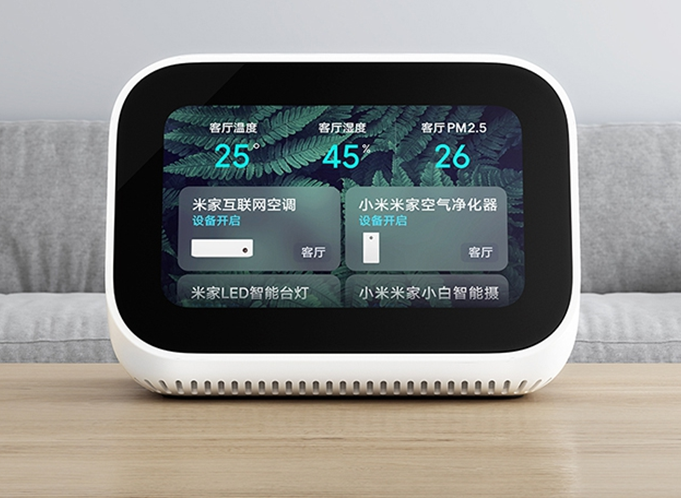 客厅温度 客厅湿度 客厅PM2.5
25° 45% 26
米家互联网空调 小米米家空气净化器
设备开启 设备开启
客厅 客厅
米家LED智能台灯 小米米家小白智能摄